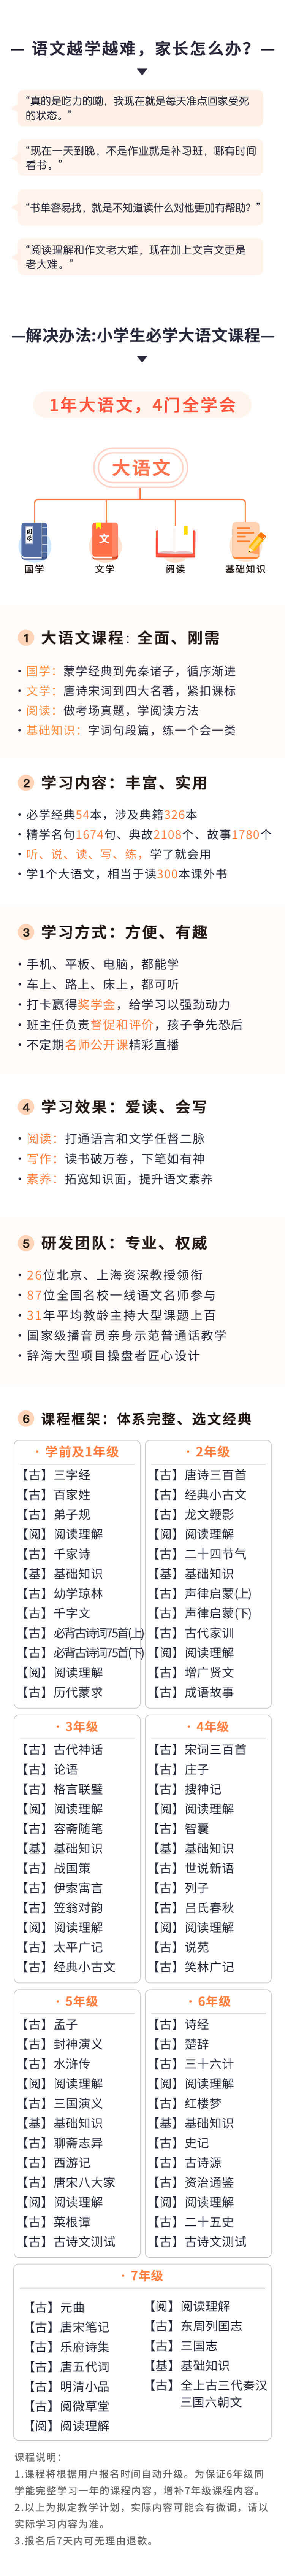 — 语文越学越难，家长怎么办？—
“真的是吃力的嘞，我现在就是每天准点回家受死
的状态。”
“现在一天到晚，不是作业就是补习班，哪有时间
看书。”
“书单容易找，就是不知道读什么对他更加有帮助？”
“阅读理解和作文老大难，现在加上文言文更是
老大难。”
—解决办法:小学生必学大语文课程—
1年大语文，4门全学会
大语文
国学
文
国学 文学 阅读 基础知识
1 大语文课程：全面、刚需
· 国学：蒙学经典到先秦诸子，循序渐进
· 文学：唐诗宋词到四大名著，紧扣课标
· 阅读：做考场真题，学阅读方法
· 基础知识：字词句段篇，练一个会一类
2 学习内容：丰富、实用
· 必学经典54本，涉及典籍326本
· 精学名句1674句、典故2108个、故事1780个
· 听、说、读、写、练，学了就会用
· 学1个大语文，相当于读300本课外书
3 学习方式：方便、有趣
· 手机、平板、电脑，都能学
· 车上、路上、床上，都可听
· 打卡赢得奖学金，给学习以强劲动力
· 班主任负责督促和评价，孩子争先恐后
· 不定期名师公开课精彩直播
4 学习效果：爱读、会写
· 阅读：打通语言和文学任督二脉
· 写作：读书破万卷，下笔如有神
· 素养：拓宽知识面，提升语文素养
5 研发团队：专业、权威
· 26位北京、上海资深教授领衔
· 87位全国名校一线语文名师参与
· 31年平均教龄主持大型课题上百
· 国家级播音员亲身示范普通话教学
· 辞海大型项目操盘者匠心设计
6 课程框架：体系完整、选文经典
· 学前及1年级
【古】三字经
【古】百家姓
【古】弟子规
【阅】阅读理解
【古】千家诗
【基】基础知识
【古】幼学琼林
【古】千字文
【古】必背古诗词75首(上)
【古】必背古诗词75首(下)
【阅】阅读理解
【古】历代蒙求
· 2年级
【古】唐诗三百首
【古】经典小古文
【古】龙文鞭影
【阅】阅读理解
【古】二十四节气
【基】基础知识
【古】声律启蒙(上)
【古】声律启蒙(下)
【古】古代家训
【阅】阅读理解
【古】增广贤文
【古】成语故事
· 3年级
【古】古代神话
【古】论语
【古】格言联璧
【阅】阅读理解
【古】容斋随笔
【基】基础知识
【古】战国策
【古】伊索寓言
【古】笠翁对韵
【阅】阅读理解
【古】太平广记
【古】经典小古文
· 4年级
【古】宋词三百首
【古】庄子
【古】搜神记
【阅】阅读理解
【古】智囊
【基】基础知识
【古】世说新语
【古】列子
【古】吕氏春秋
【阅】阅读理解
【古】说苑
【古】笑林广记
· 5年级
【古】孟子
【古】封神演义
【古】水浒传
【阅】阅读理解
【古】三国演义
【基】基础知识
【古】聊斋志异
【古】西游记
【古】唐宋八大家
【阅】阅读理解
【古】菜根谭
【古】古诗文测试
· 6年级
【古】诗经
【古】楚辞
【古】三十六计
【阅】阅读理解
【古】红楼梦
【基】基础知识
【古】史记
【古】古诗源
【古】资治通鉴
【阅】阅读理解
【古】二十五史
【古】古诗文测试
· 7年级
【古】元曲
【古】唐宋笔记
【古】乐府诗集
【古】唐五代词
【古】明清小品
【古】阅微草堂
【阅】阅读理解
【阅】阅读理解
【古】东周列国志
【古】三国志
【基】基础知识
【古】全上古三代秦汉
三国六朝文
课程说明：
1.课程将根据用户报名时间自动升级。为保证6年级同
学能完整学习一年的课程内容，增补7年级课程内容。
2.以上为拟定教学计划，实际内容可能会有微调，请以
实际学习内容为准。
3.报名后7天内可无理由退款。